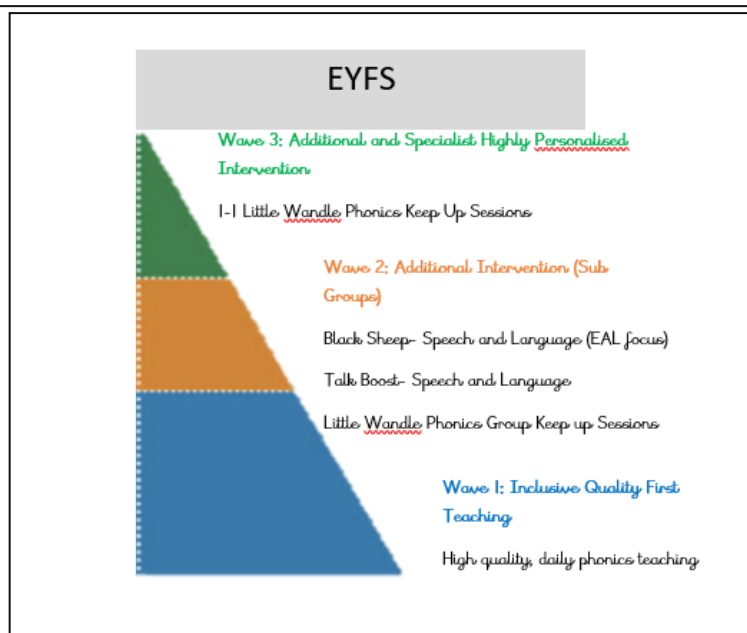 EYFS
Wave 3: Additional and Specialist Highly Personalised
Intervention
1-1 Little Wandle Phonics Keep Up Sessions
Wave 2: Additional Intervention (Sub
Groups)
Black Sheep- Speech and Language (EAL focus)
Talk Boost- Speech and Language
Little Wandle Phonics Group Keep up Sessions
Wave 1: Inclusive Quality First
Teaching
High quality, daily phonics teaching